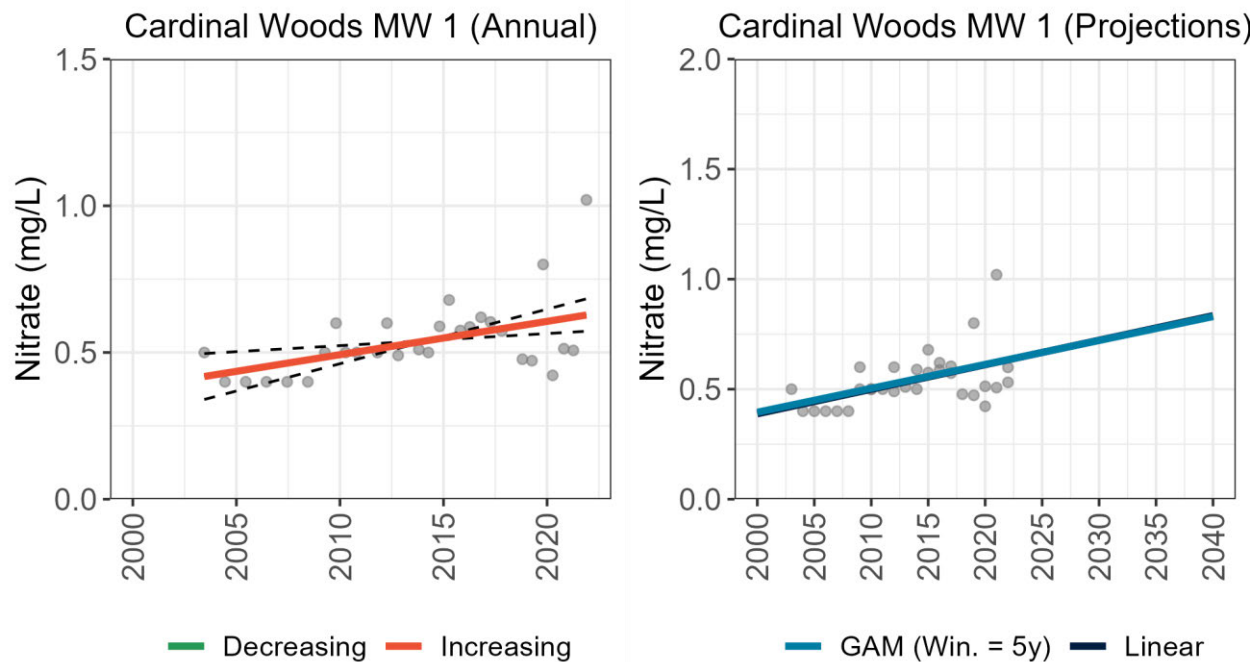 Cardinal Woods MW 1 (Annual)
Nitrate (mg/L)
1.5
1.0
0.5
0.0
2000
2005
2010
2015
2020
Decreasing
Increasing
Cardinal Woods MW 1 (Projections)
Nitrate (mg/L)
2.0
1.5
1.0
0.5
0.0
2000
2005
2010
2015
2020
2025
2030
2035
2040
GAM (Win. = 5y)
Linear